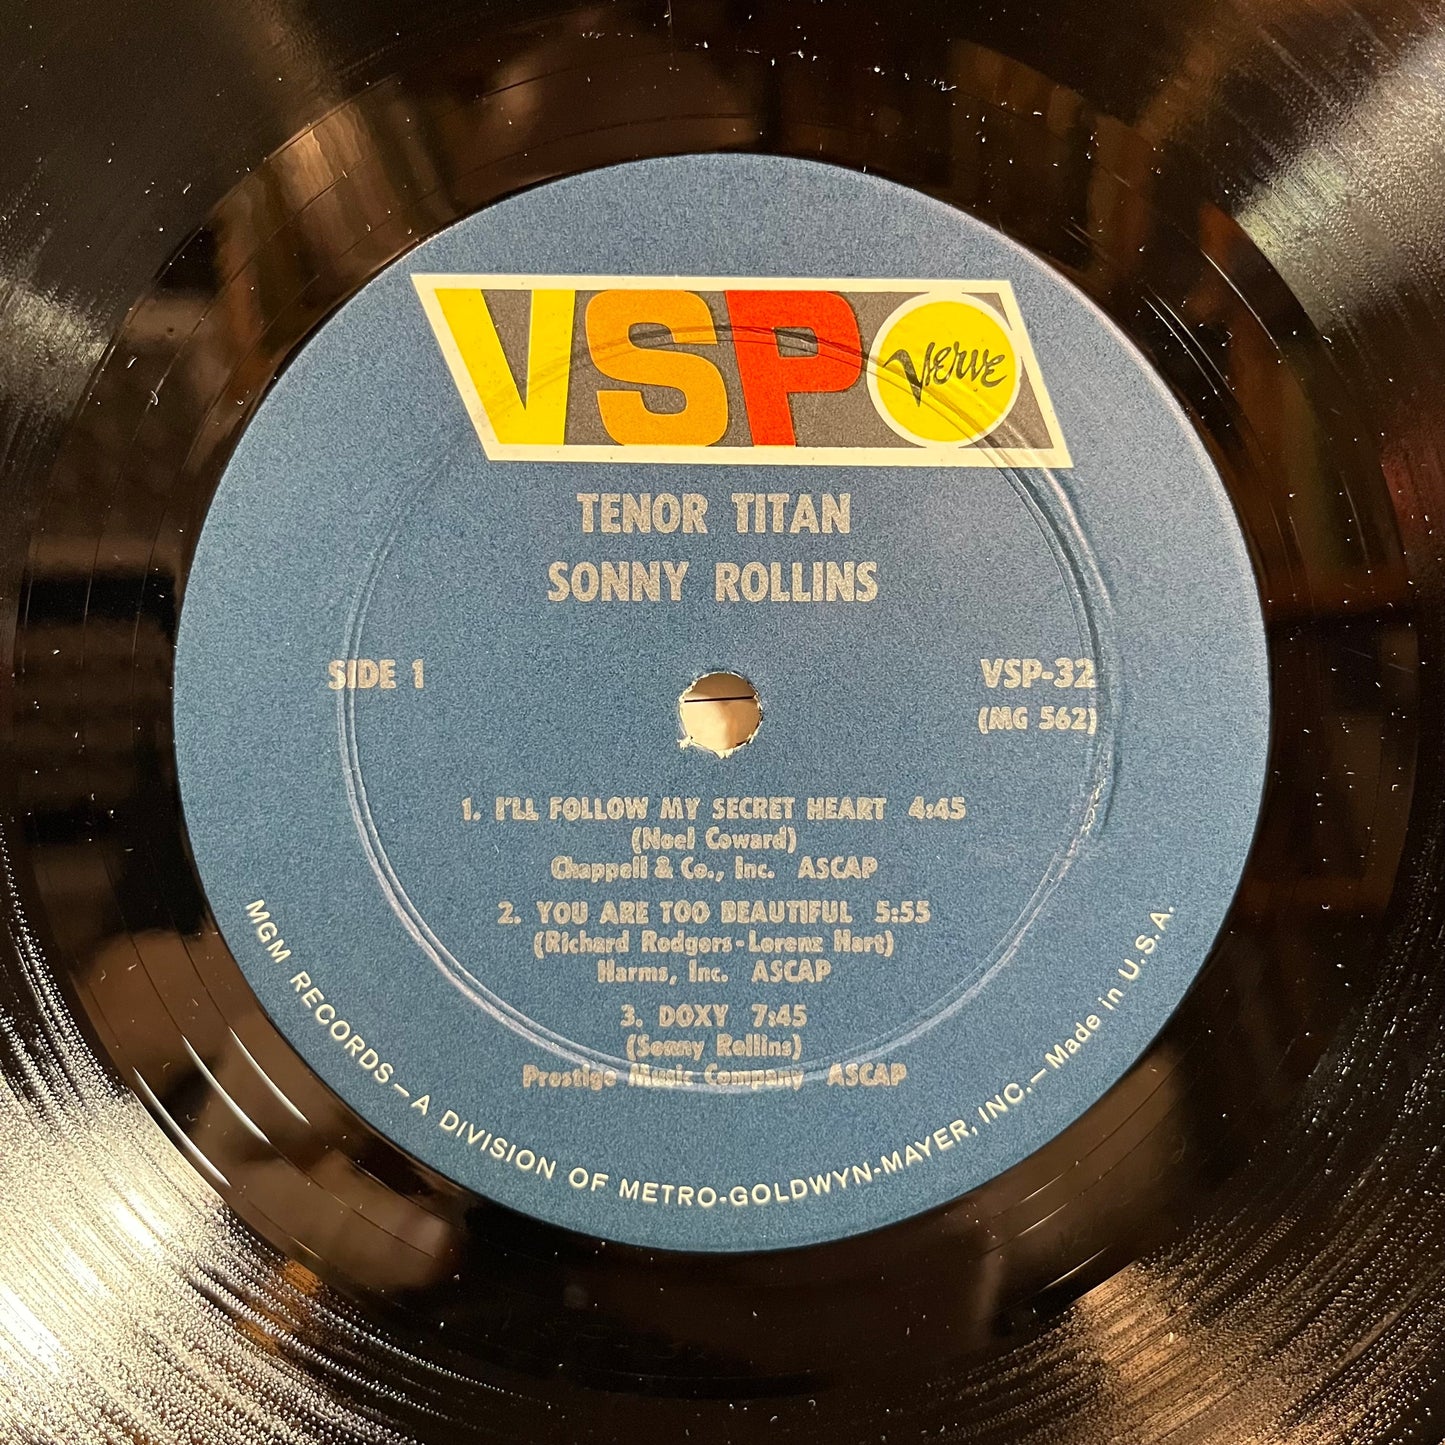 VSP Verve
TENOR TITAN
SONNY ROLLINS
SIDE 1
VSP-32
(MG 562)
1. I'LL FOLLOW MY SECRET HEART 4:45
(Noel Coward)
Chappell & Co., Inc. ASCAP
2. YOU ARE TOO BEAUTIFUL 5:55
(Richard Rodgers-Lorenz Hart)
Harms, Inc. ASCAP
3. DOXY 7:45
(Sonny Rollins)
Prestige Music Company ASCAP
MGM RECORDS—A DIVISION OF METRO-GOLDWYN-MAYER, INC.—Made in U.S.A.